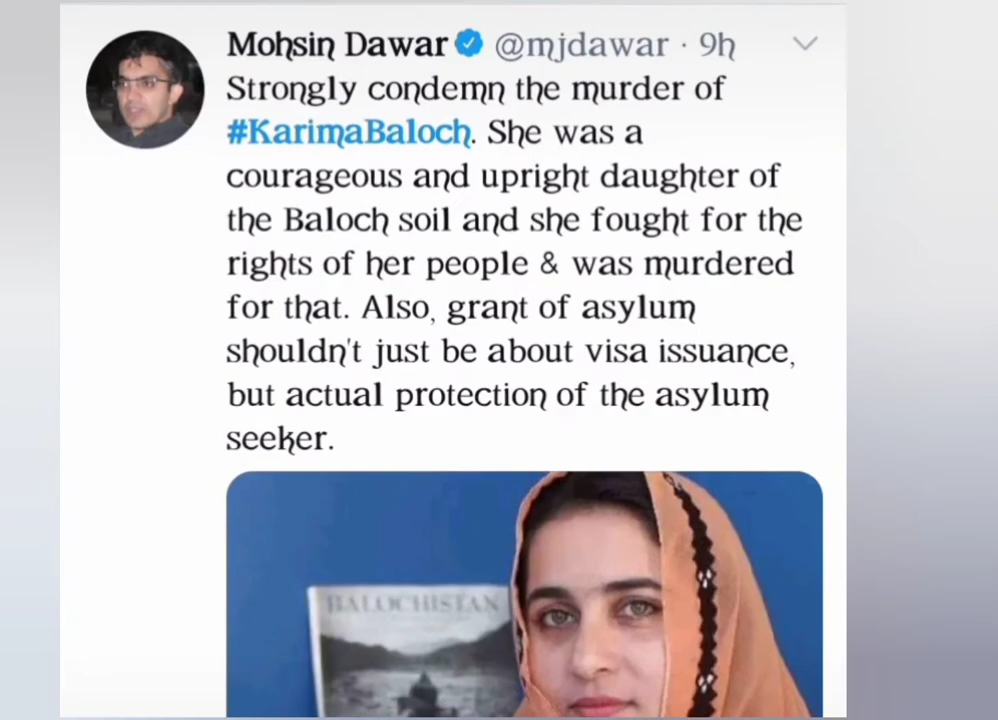 Mohsin Dawar @mjdawar · 9h
Strongly condemn the murder of
#KarimaBaloch. She was a
courageous and upright daughter of
the Baloch soil and she fought for the
rights of her people & was murdered
for that. Also, grant of asylum
shouldn't just be about visa issuance,
but actual protection of the asylum
seeker.
BALOCHISTAN